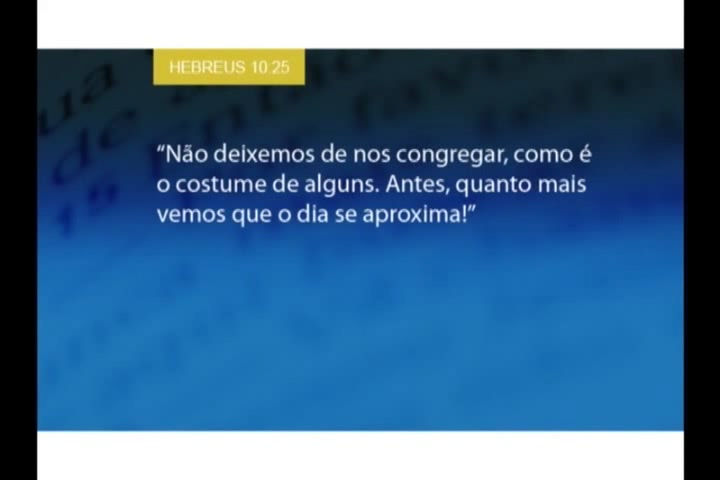 HEBREUS 10.25
“Não deixemos de nos congregar, como é
o costume de alguns. Antes, quanto mais
vemos que o dia se aproxima!”